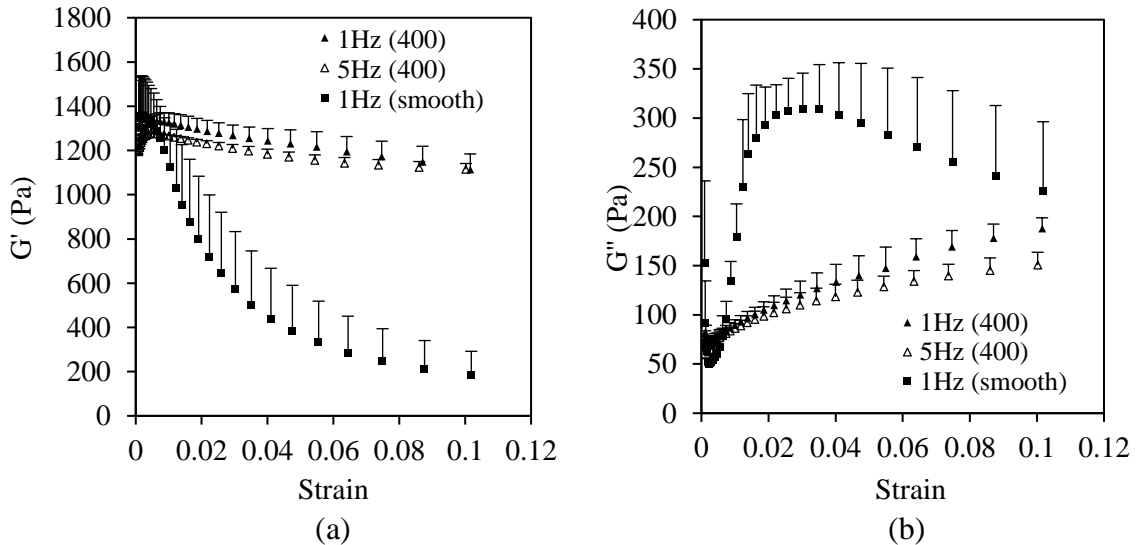 1800
1600
1400
1200
1000
800
600
400
200
0
G' (Pa)
1Hz (400)
5Hz (400)
1Hz (smooth)
0 0.02 0.04 0.06 0.08 0.1 0.12
Strain
(a)
400
350
300
250
200
150
100
50
0
G" (Pa)
1Hz (400)
5Hz (400)
1Hz (smooth)
0 0.02 0.04 0.06 0.08 0.1 0.12
Strain
(b)